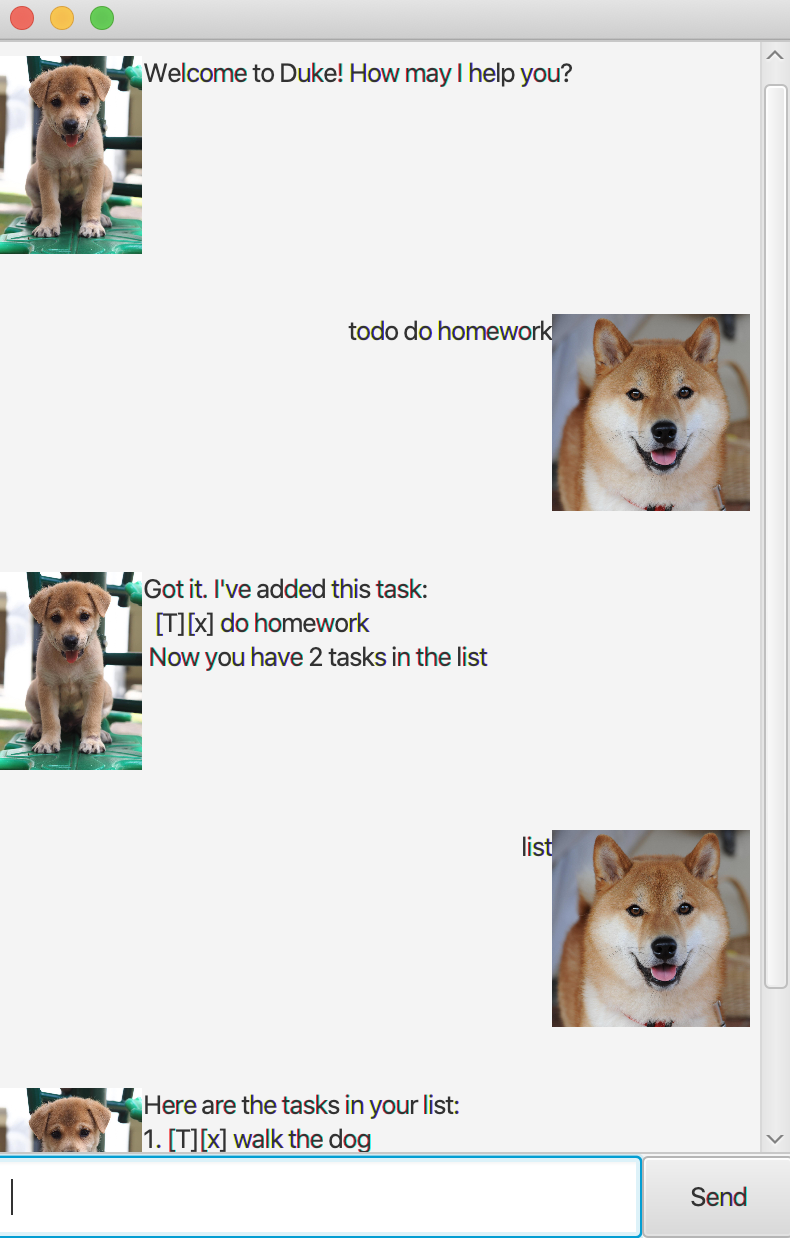 Welcome to Duke! How may I help you?
todo do homework
Got it. I've added this task:
[T][x] do homework
Now you have 2 tasks in the list
list
Here are the tasks in your list:
1. [T][x] walk the dog
Send